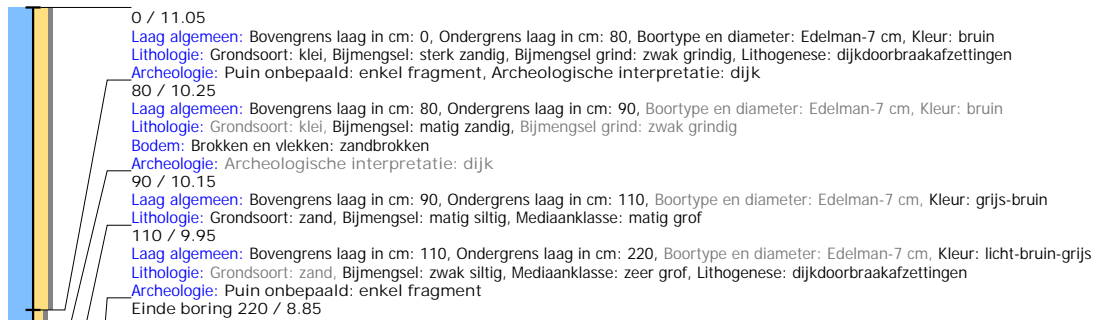 0 / 11.05
Laag algemeen: Bovengrens laag in cm: 0, Ondergrens laag in cm: 80, Boortype en diameter: Edelman-7 cm, Kleur: bruin
Lithologie: Grondsoort: klei, Bijmengsel: sterk zandig, Bijmengsel grind: zwak grindig, Lithogenese: dijkdoorbraakafzettingen
Archeologie: Puin onbepaald: enkel fragment, Archeologische interpretatie: dijk
80 / 10.25
Laag algemeen: Bovengrens laag in cm: 80, Ondergrens laag in cm: 90, Boortype en diameter: Edelman-7 cm, Kleur: bruin
Lithologie: Grondsoort: klei, Bijmengsel: matig zandig, Bijmengsel grind: zwak grindig
Bodem: Brokken en vlekken: zandbrokken
Archeologie: Archeologische interpretatie: dijk
90 / 10.15
Laag algemeen: Bovengrens laag in cm: 90, Ondergrens laag in cm: 110, Boortype en diameter: Edelman-7 cm, Kleur: grijs-bruin
Lithologie: Grondsoort: zand, Bijmengsel: matig siltig, Mediaanklasse: matig grof
110 / 9.95
Laag algemeen: Bovengrens laag in cm: 110, Ondergrens laag in cm: 220, Boortype en diameter: Edelman-7 cm, Kleur: licht-bruin-grijs
Lithologie: Grondsoort: zand, Bijmengsel: zwak siltig, Mediaanklasse: zeer grof, Lithogenese: dijkdoorbraakafzettingen
Archeologie: Puin onbepaald: enkel fragment
Einde boring 220 / 8.85